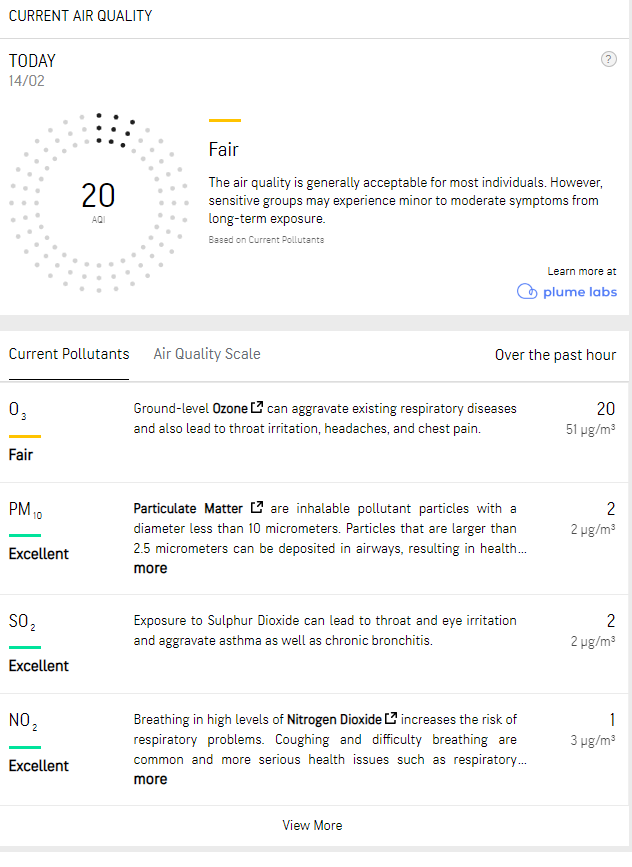 CURRENT AIR QUALITY
TODAY
14/02
?
20
AQI
Fair
The air quality is generally acceptable for most individuals. However,
sensitive groups may experience minor to moderate symptoms from
long-term exposure.
Based on Current Pollutants
Learn more at
plume labs
Current Pollutants
Air Quality Scale
Over the past hour
O3
Fair
Ground-level Ozone can aggravate existing respiratory diseases
and also lead to throat irritation, headaches, and chest pain.
20
51 µg/m³
PM10
Excellent
Particulate Matter are inhalable pollutant particles with a
diameter less than 10 micrometers. Particles that are larger than
2.5 micrometers can be deposited in airways, resulting in health...
more
2
2 µg/m³
SO2
Excellent
Exposure to Sulphur Dioxide can lead to throat and eye irritation
and aggravate asthma as well as chronic bronchitis.
2
2 µg/m³
NO2
Excellent
Breathing in high levels of Nitrogen Dioxide increases the risk of
respiratory problems. Coughing and difficulty breathing are
common and more serious health issues such as respiratory...
more
1
3 µg/m³
View More